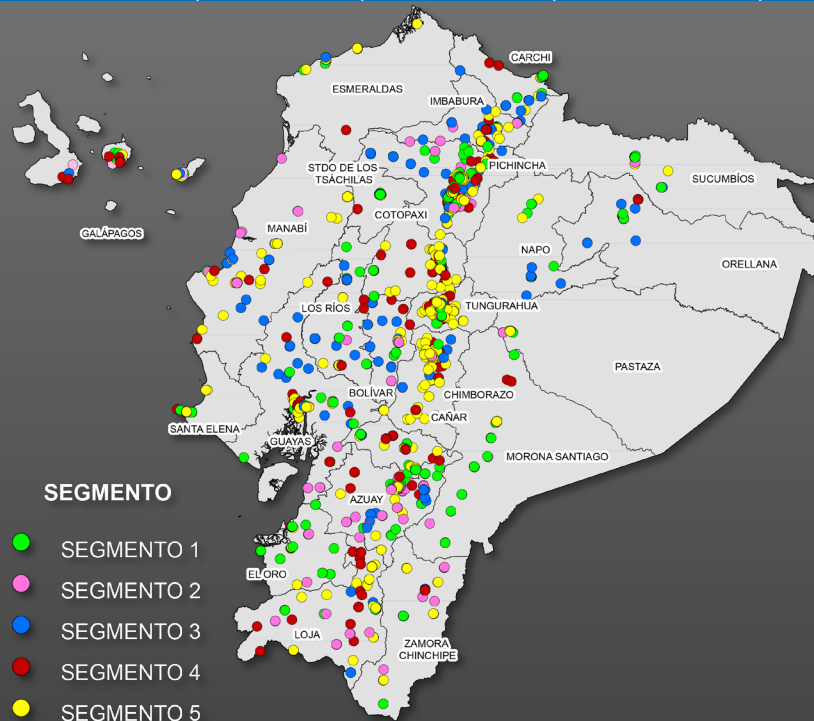 CARCHI
ESMERALDAS
IMBABURA
PICHINCHA
STDO DE LOS
TSÁCHILAS
SUCUMBÍOS
COTOPAXI
MANABÍ
GALÁPAGOS
NAPO
ORELLANA
LOS RÍOS
TUNGURAHUA
PASTAZA
BOLÍVAR
CHIMBORAZO
CAÑAR
SANTA ELENA
GUAYAS
MORONA SANTIAGO
AZUAY
EL ORO
LOJA
ZAMORA
CHINCHIPE
SEGMENTO
SEGMENTO 1
SEGMENTO 2
SEGMENTO 3
SEGMENTO 4
SEGMENTO 5